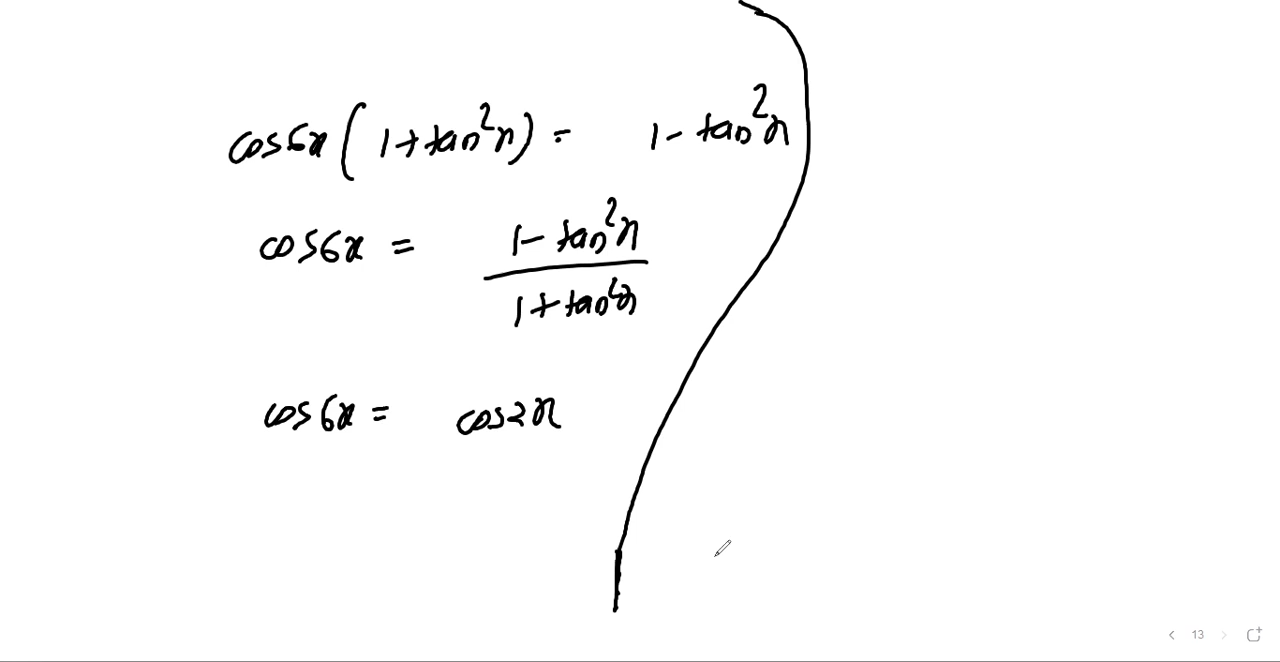 cos6x (1+tan²x) = 1-tan²x
cos6x = 1-tan²x / 1+tan²x
cos6x = cos2x
13